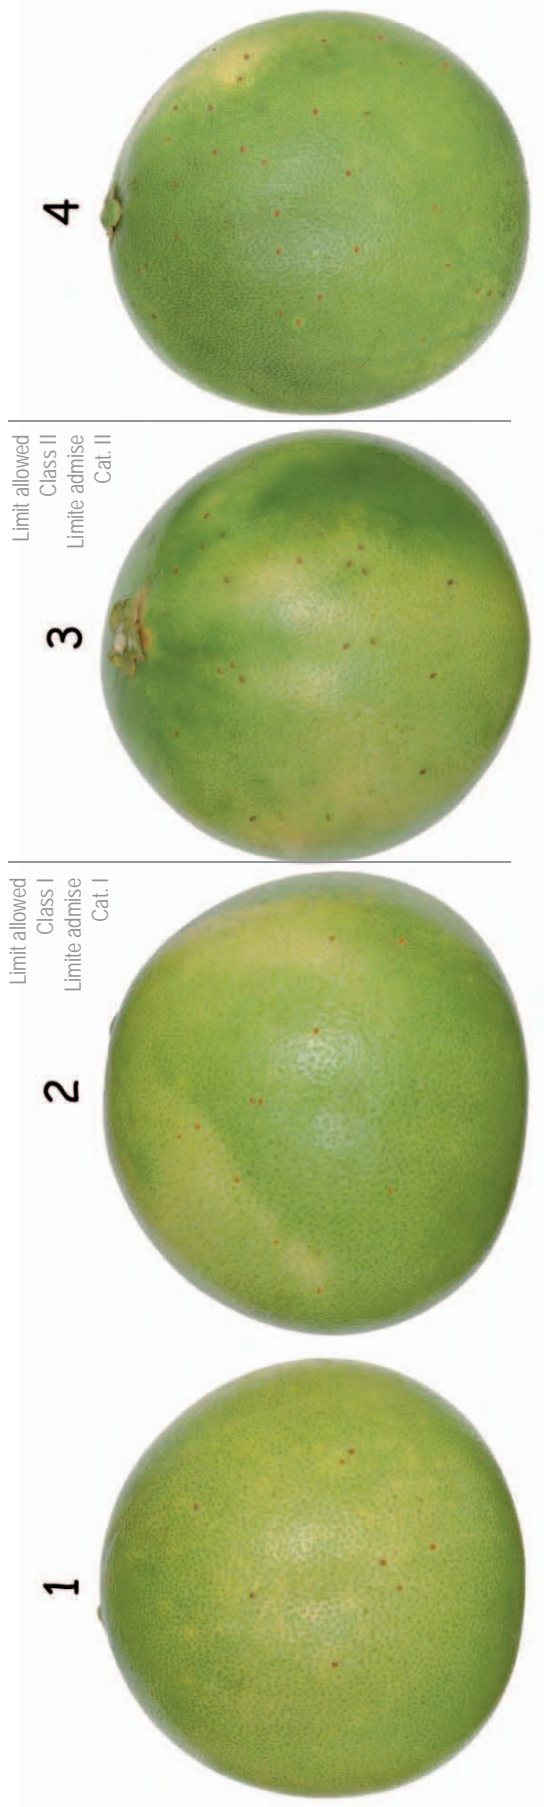 1
2
Limit allowed
Class I
Limite admise
Cat. I
3
Limit allowed
Class II
Limite admise
Cat. II
4